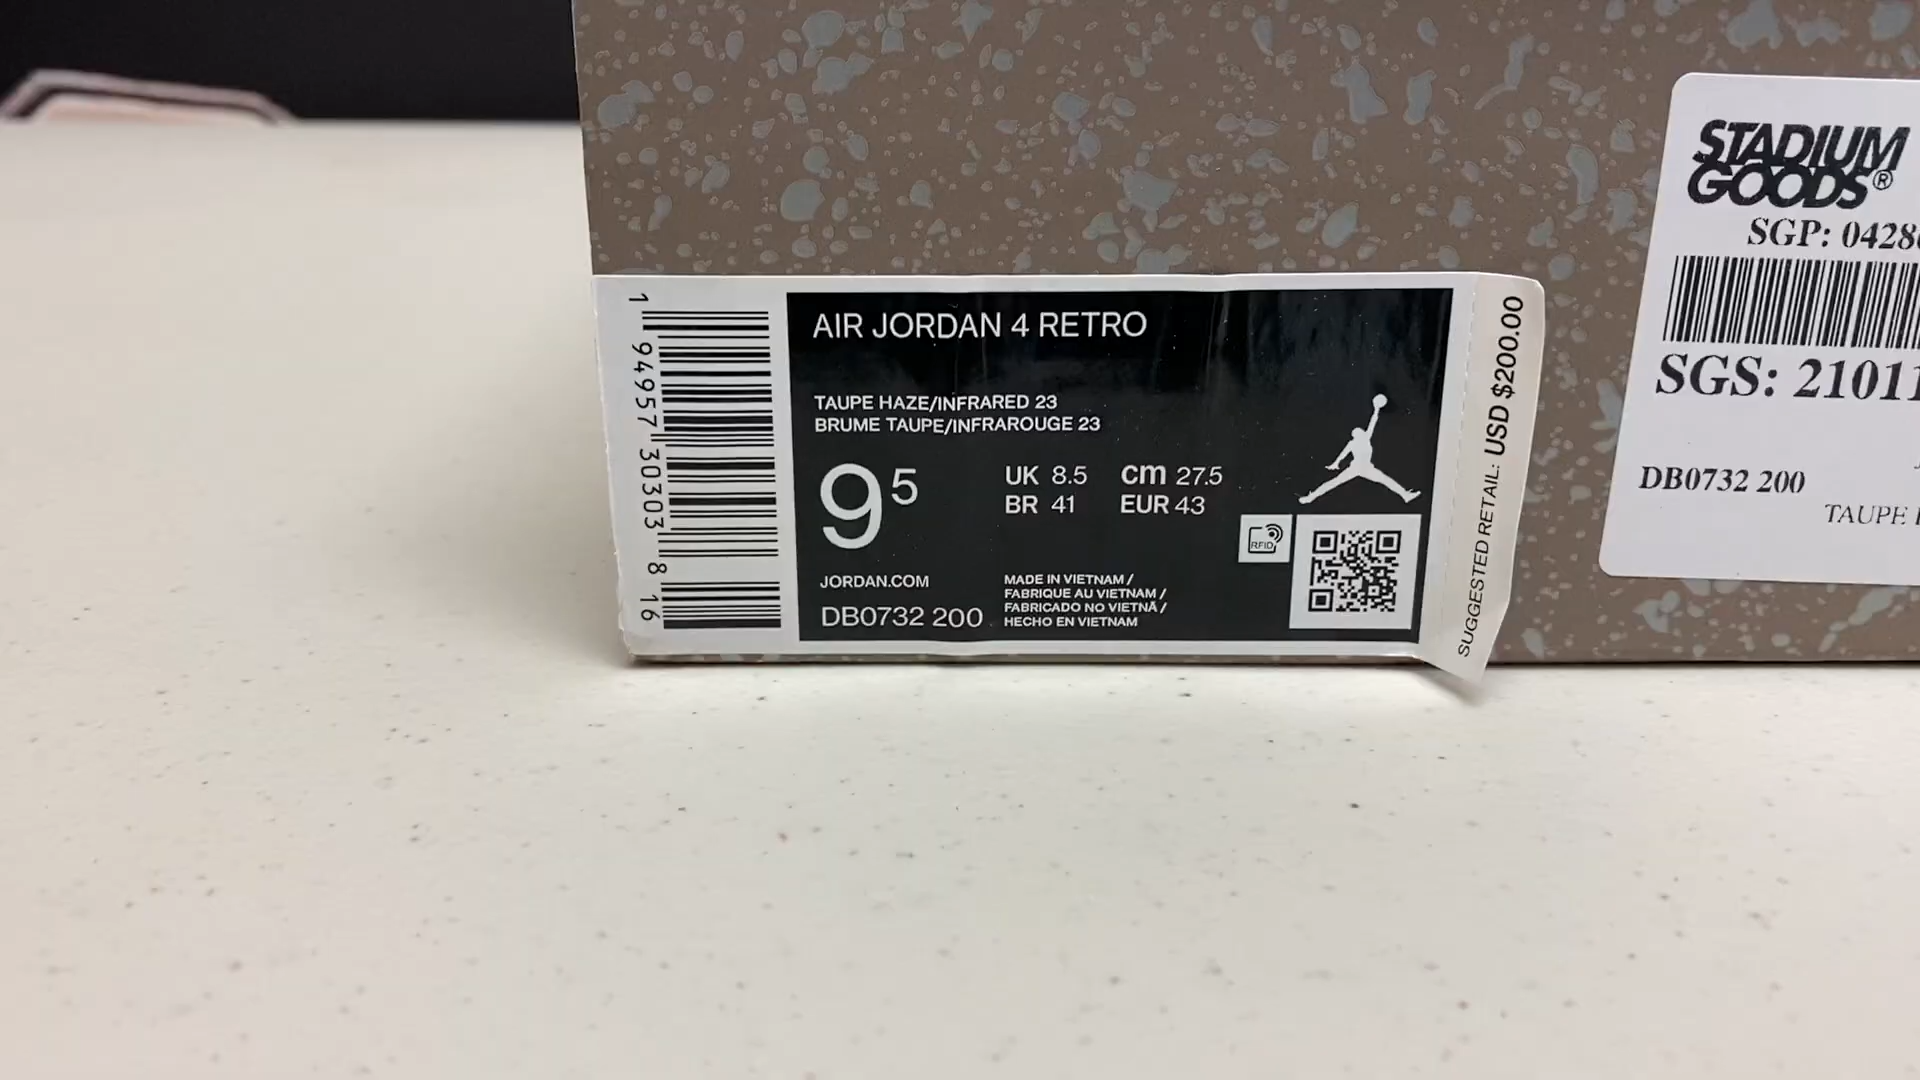 1 94957 30303 8 16
AIR JORDAN 4 RETRO
TAUPE HAZE/INFRARED 23
BRUME TAUPE/INFRAROUGE 23
9 5
UK 8.5 cm 27.5
BR 41 EUR 43
RFID
JORDAN.COM
DB0732 200
MADE IN VIETNAM /
FABRIQUE AU VIETNAM /
FABRICADO NO VIETNÃ /
HECHO EN VIETNAM
SUGGESTED RETAIL: USD $200.00
STADIUM
GOODS®
SGP: 0428
SGS: 21011
DB0732 200
TAUPE